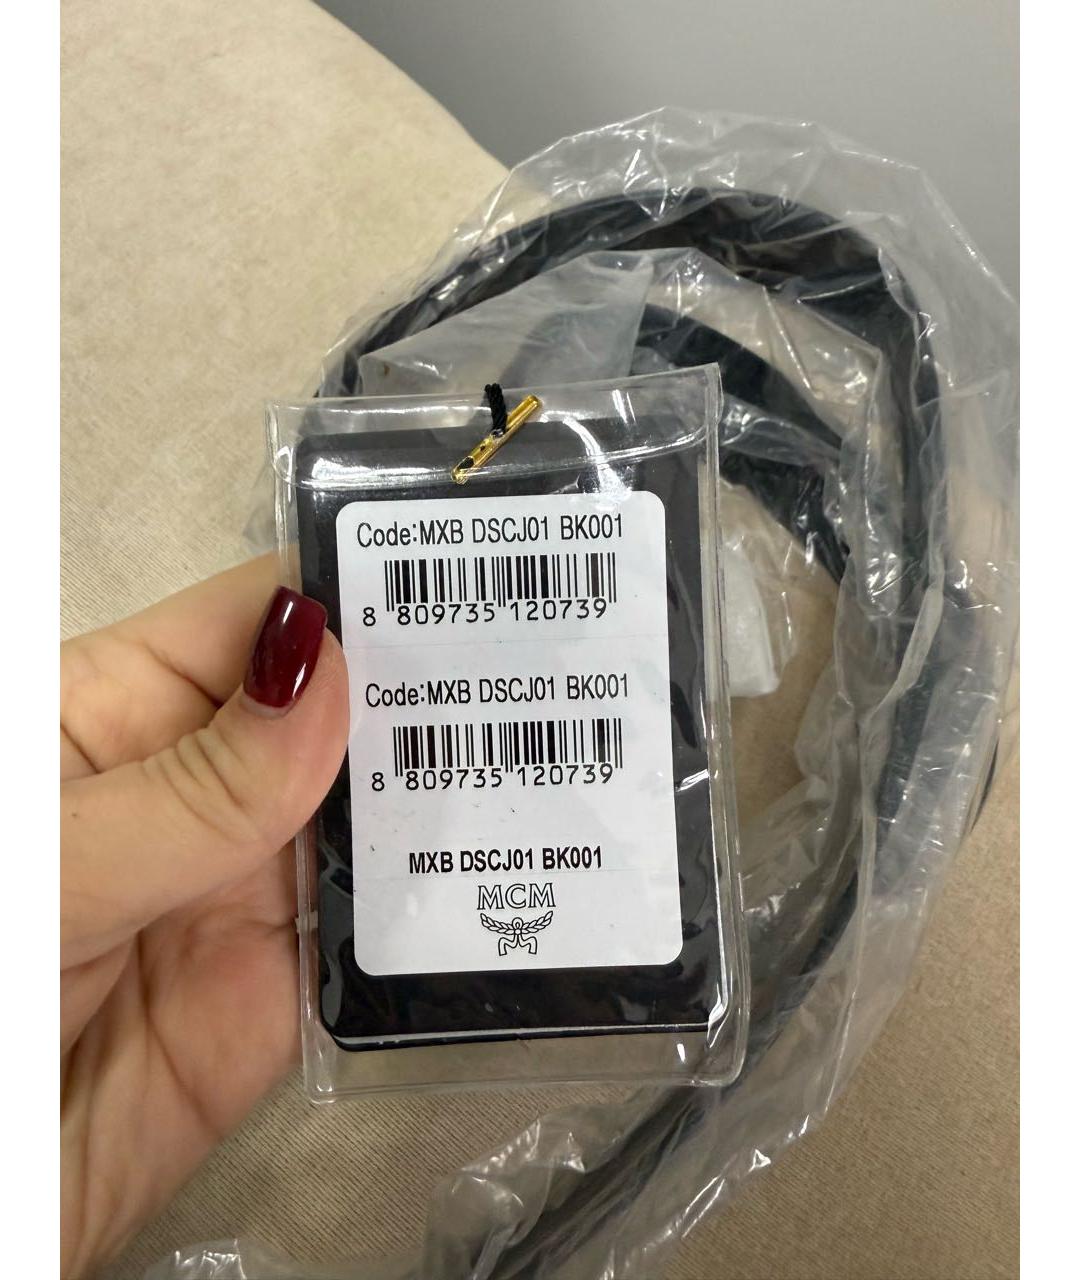 Code:MXB DSCJ01 BK001
8 809735 120739
Code:MXB DSCJ01 BK001
8 809735 120739
MXB DSCJ01 BK001
MCM